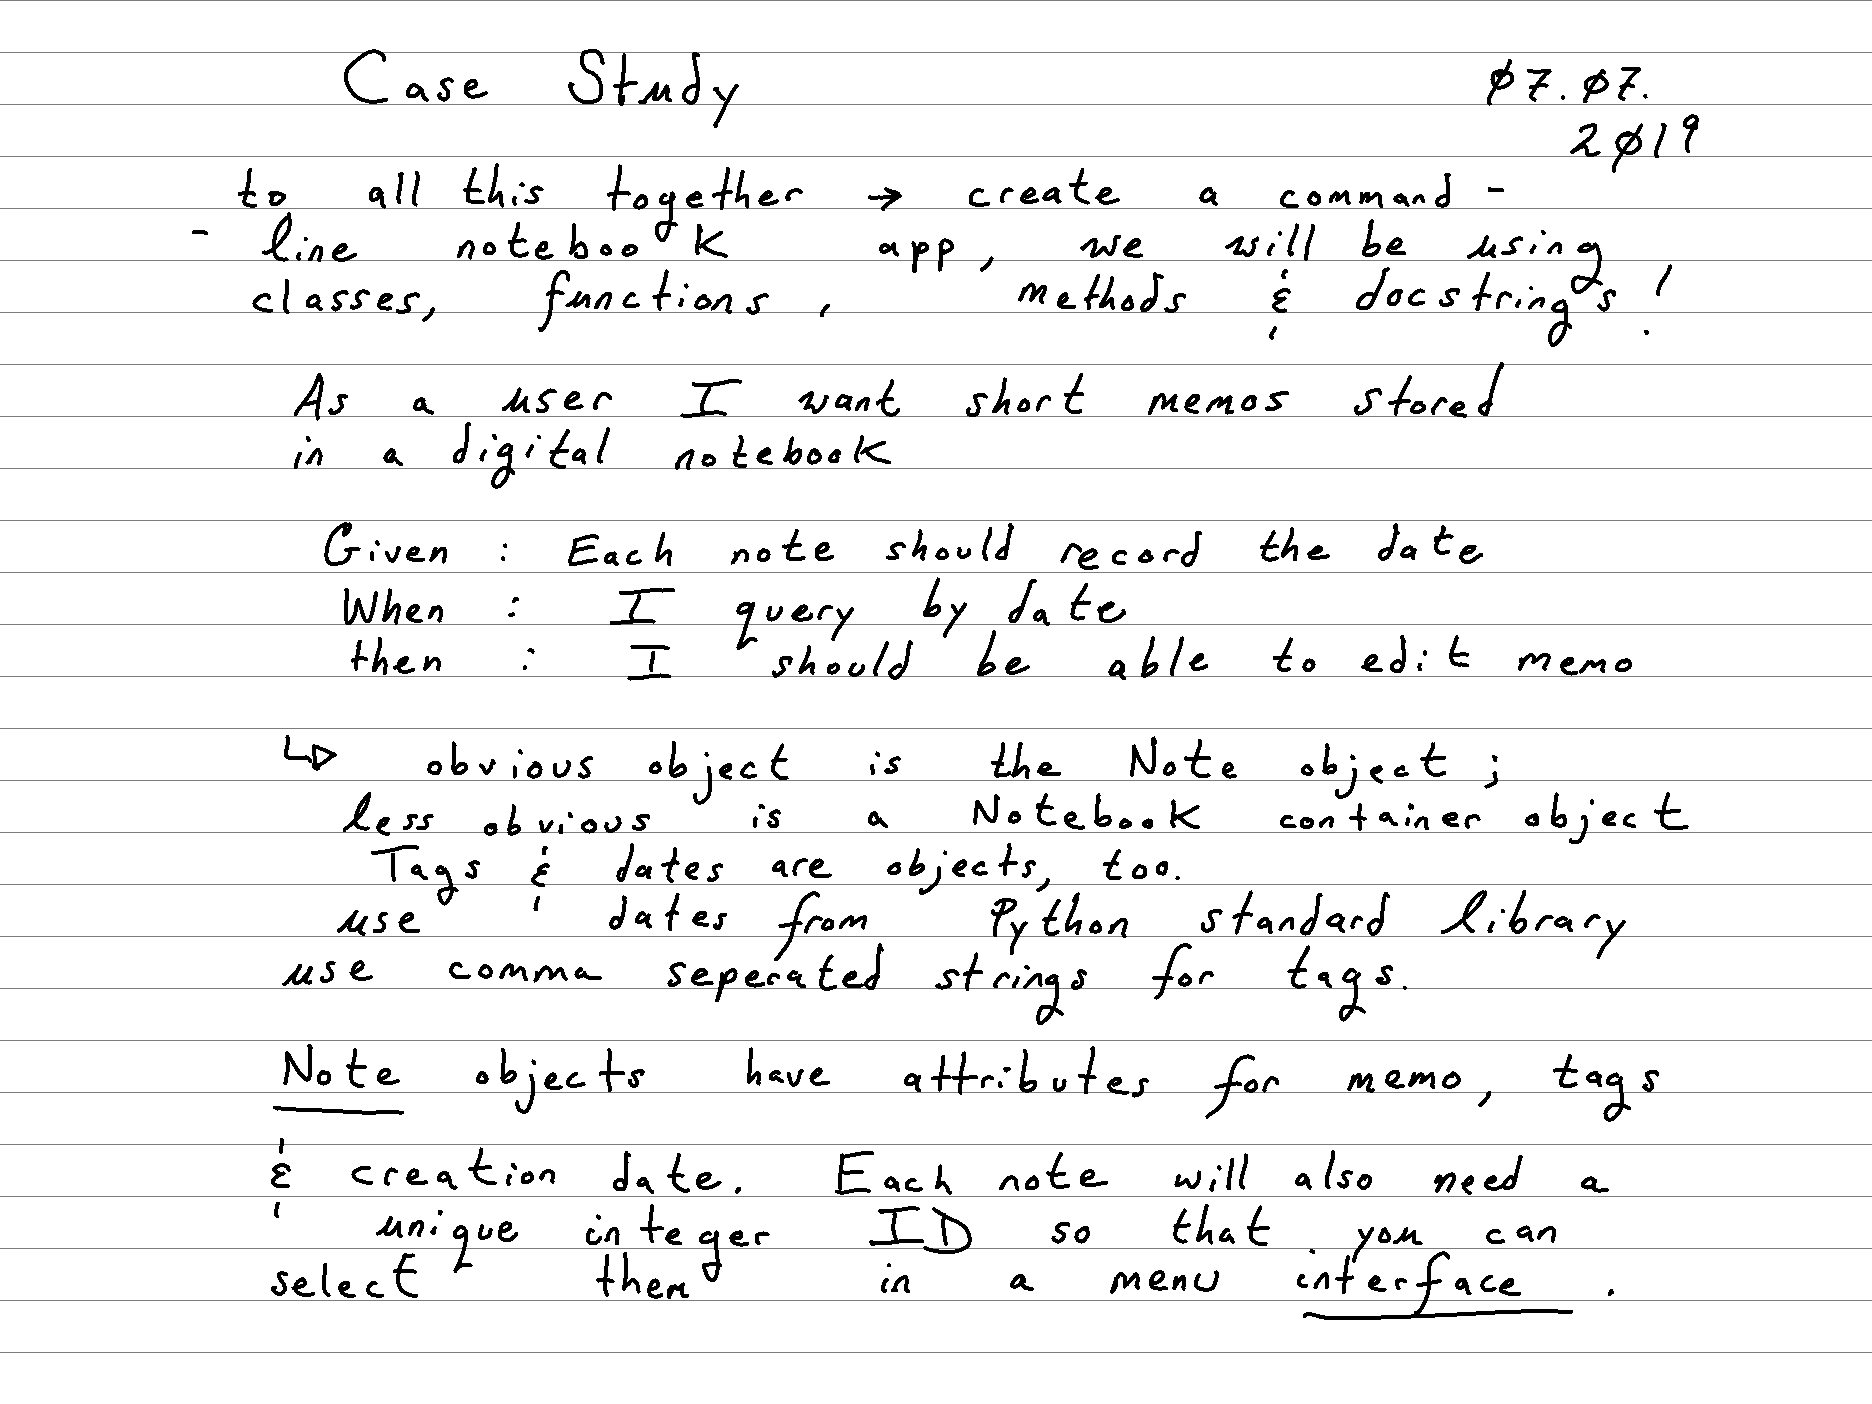 Case Study
07.07.
2019
to all this together → create a command -
- line notebook app, we will be using
classes, functions, methods & docstrings!
As a user I want short memos stored
in a digital notebook
Given : Each note should record the date
When : I query by date
then : I should be able to edit memo
↳ obvious object is the Note object ;
less obvious is a Notebook container object
Tags & dates are objects, too.
use dates from Python standard library
use comma seperated strings for tags.
Note objects have attributes for memo, tags
& creation date. Each note will also need a
unique integer ID so that you can
select them in a menu interface .